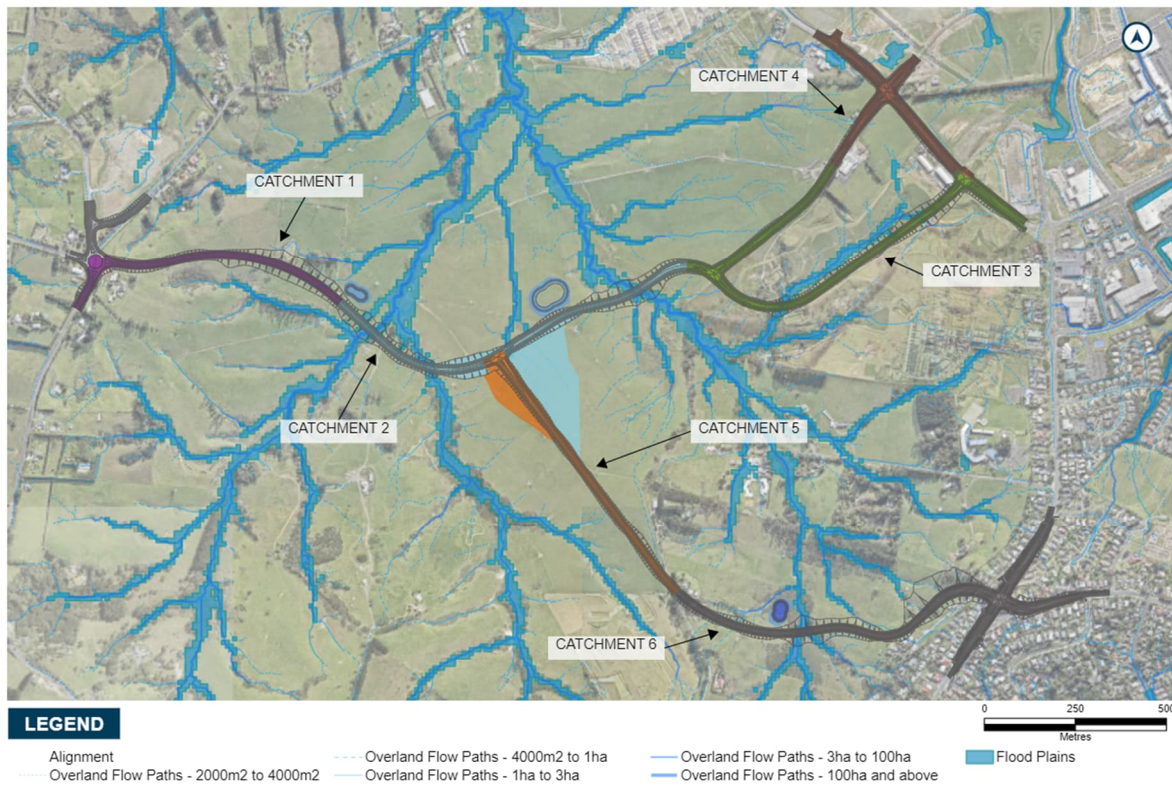 CATCHMENT 4
CATCHMENT 1
CATCHMENT 3
CATCHMENT 2
CATCHMENT 5
CATCHMENT 6
LEGEND
0 250 500
Metres
Alignment
Overland Flow Paths - 2000m2 to 4000m2
Overland Flow Paths - 4000m2 to 1ha
Overland Flow Paths - 1ha to 3ha
Overland Flow Paths - 3ha to 100ha
Overland Flow Paths - 100ha and above
Flood Plains